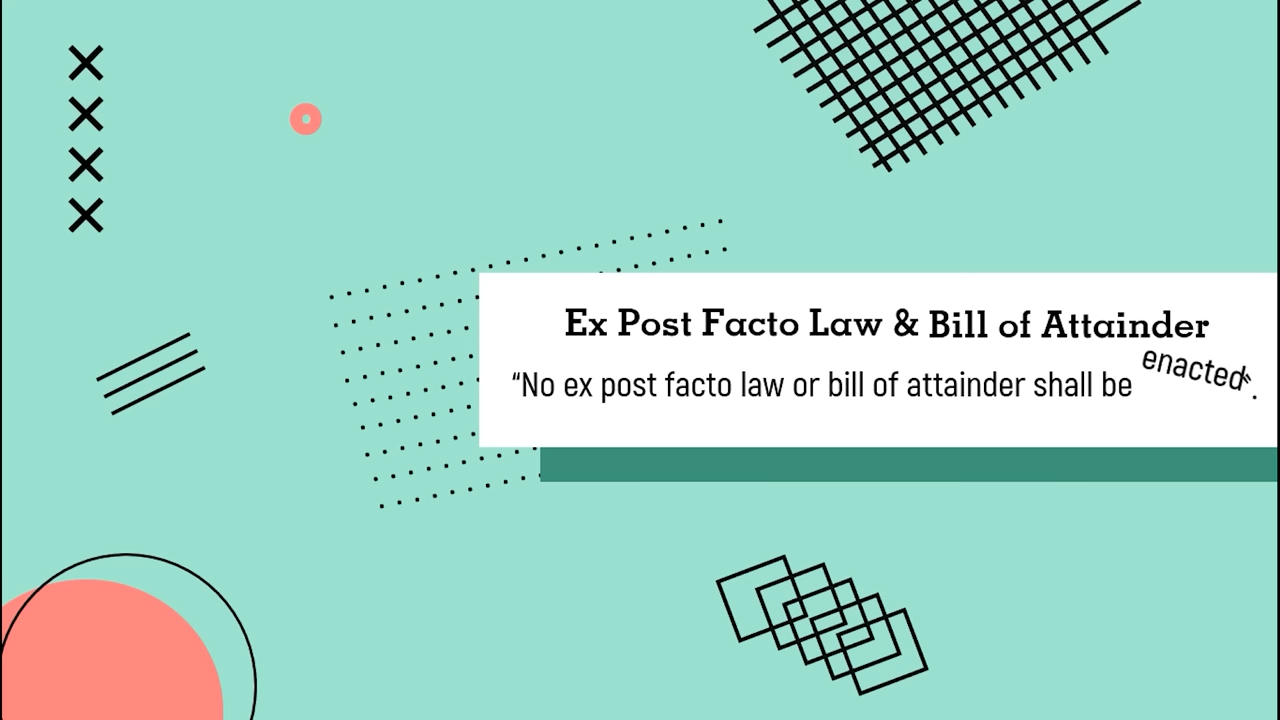 Ex Post Facto Law & Bill of Attainder
“No ex post facto law or bill of attainder shall be enacted”.